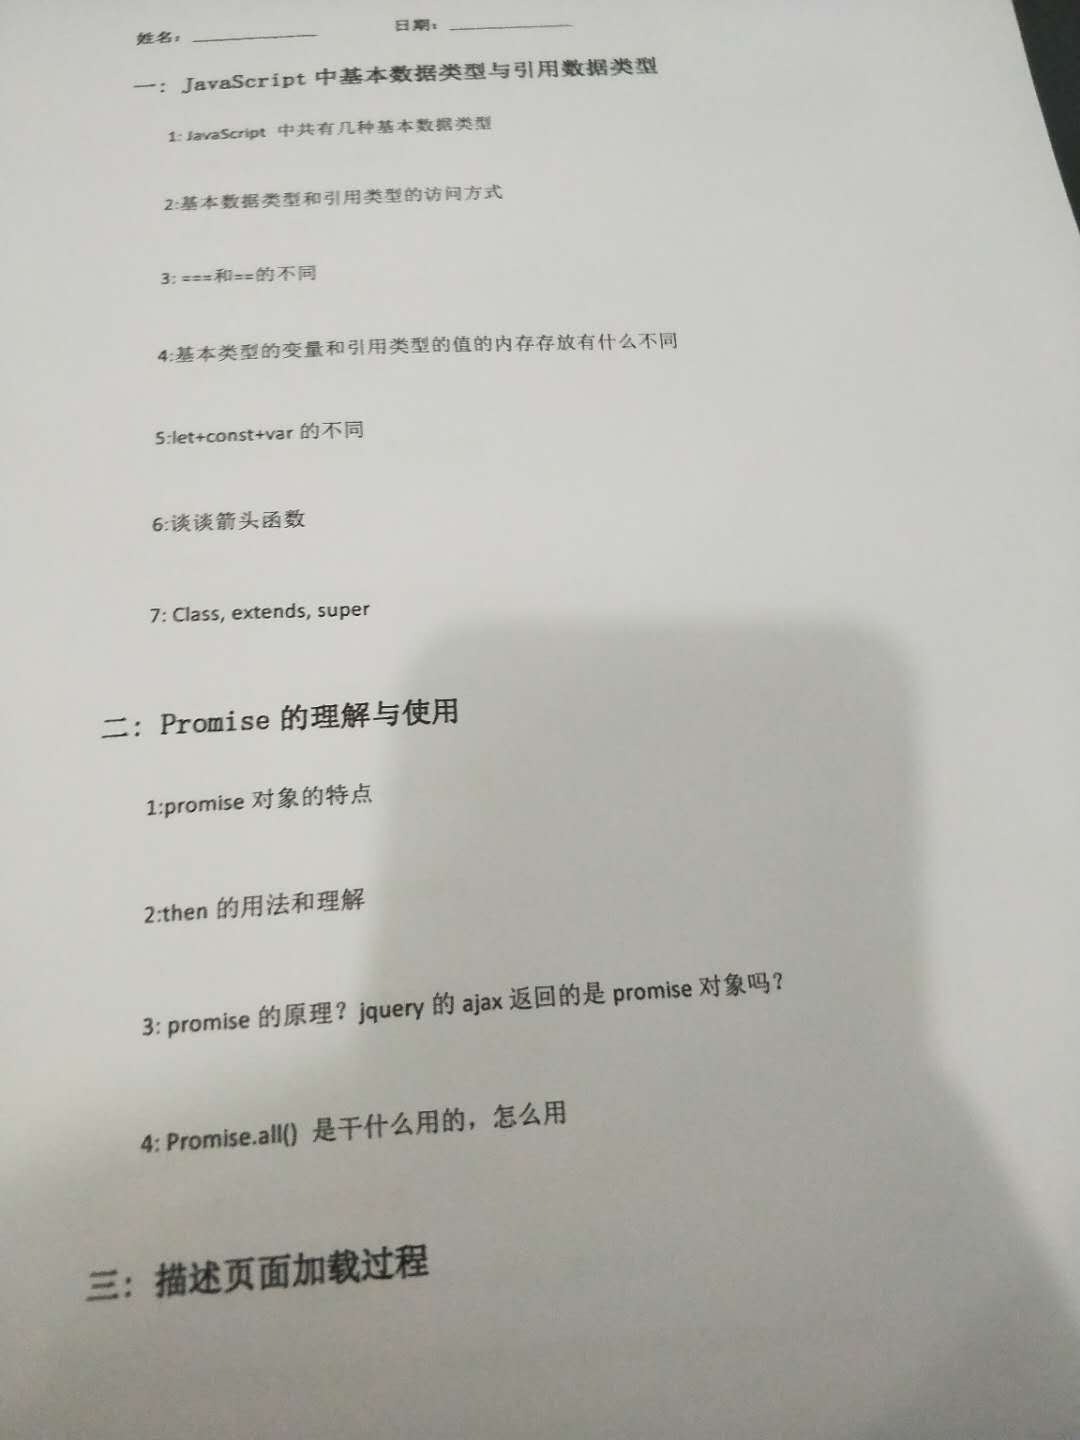 姓名：____________ 日期：____________
一：JavaScript 中基本数据类型与引用数据类型
1: JavaScript 中共有几种基本数据类型
2:基本数据类型和引用类型的访问方式
3: ===和==的不同
4:基本类型的变量和引用类型的值的内存存放有什么不同
5:let+const+var 的不同
6:谈谈箭头函数
7: Class, extends, super
二：Promise 的理解与使用
1:promise 对象的特点
2:then 的用法和理解
3: promise 的原理？jquery 的 ajax 返回的是 promise 对象吗？
4: Promise.all() 是干什么用的，怎么用
三：描述页面加载过程